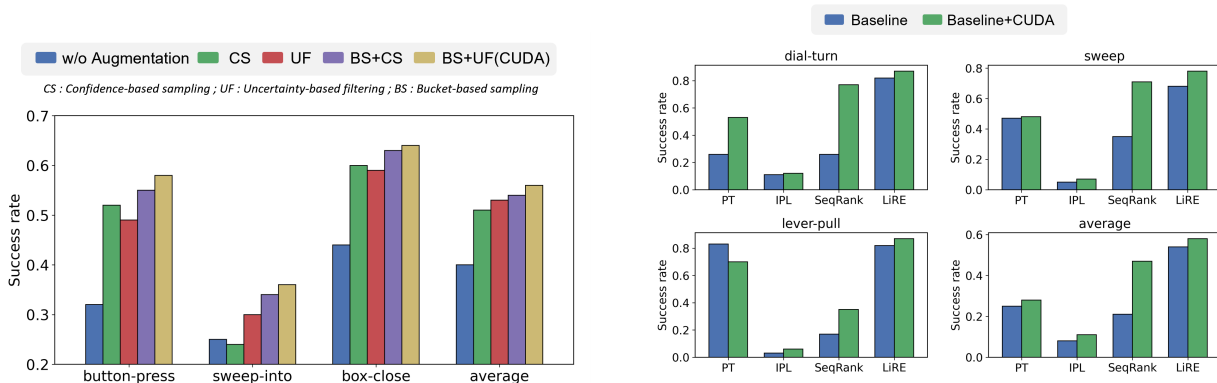 w/o Augmentation CS UF BS+CS BS+UF(CUDA)
CS : Confidence-based sampling ; UF : Uncertainty-based filtering ; BS : Bucket-based sampling
0.7
0.6
0.5
0.4
0.3
0.2
Success rate
button-press sweep-into box-close average
Baseline Baseline+CUDA
dial-turn
0.8
0.6
0.4
0.2
0.0
Success rate
PT IPL SeqRank LiRE
sweep
0.8
0.6
0.4
0.2
0.0
Success rate
PT IPL SeqRank LiRE
lever-pull
0.8
0.6
0.4
0.2
0.0
Success rate
PT IPL SeqRank LiRE
average
0.6
0.4
0.2
0.0
Success rate
PT IPL SeqRank LiRE